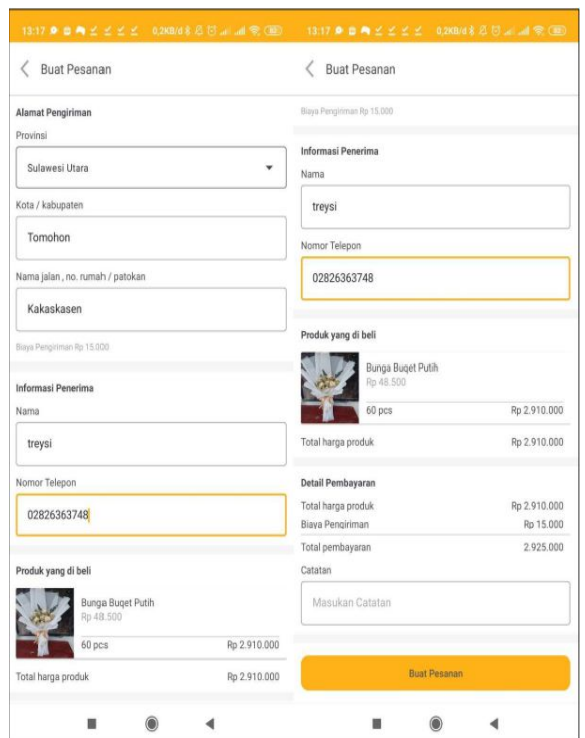 13:17
0,2KB/d
Buat Pesanan
Alamat Pengiriman
Provinsi
Sulawesi Utara
Kota / kabupaten
Tomohon
Nama jalan , no. rumah / patokan
Kakaskasen
Biaya Pengiriman Rp 15.000
Informasi Penerima
Nama
treysi
Nomor Telepon
02826363748
Produk yang di beli
Bunga Buqet Putih
Rp 48.500
60 pcs Rp 2.910.000
Total harga produk Rp 2.910.000
13:17
0,2KB/d
Buat Pesanan
Biaya Pengiriman Rp 15.000
Informasi Penerima
Nama
treysi
Nomor Telepon
02826363748
Produk yang di beli
Bunga Buqet Putih
Rp 48.500
60 pcs Rp 2.910.000
Total harga produk Rp 2.910.000
Detail Pembayaran
Total harga produk Rp 2.910.000
Biaya Pengiriman Rp 15.000
Total pembayaran 2.925.000
Catatan
Masukan Catatan
Buat Pesanan